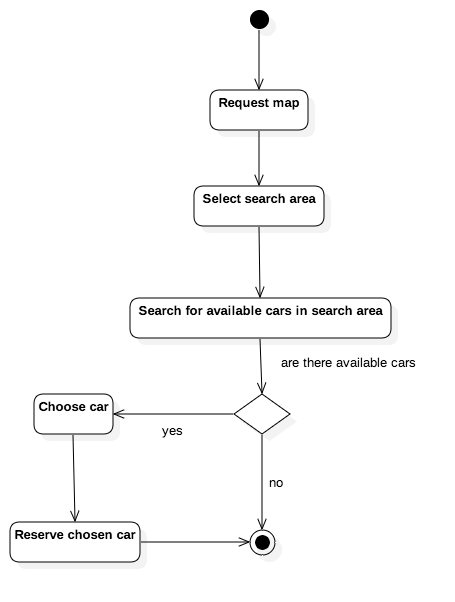 Request map
Select search area
Search for available cars in search area
are there available cars
Choose car
yes
no
Reserve chosen car